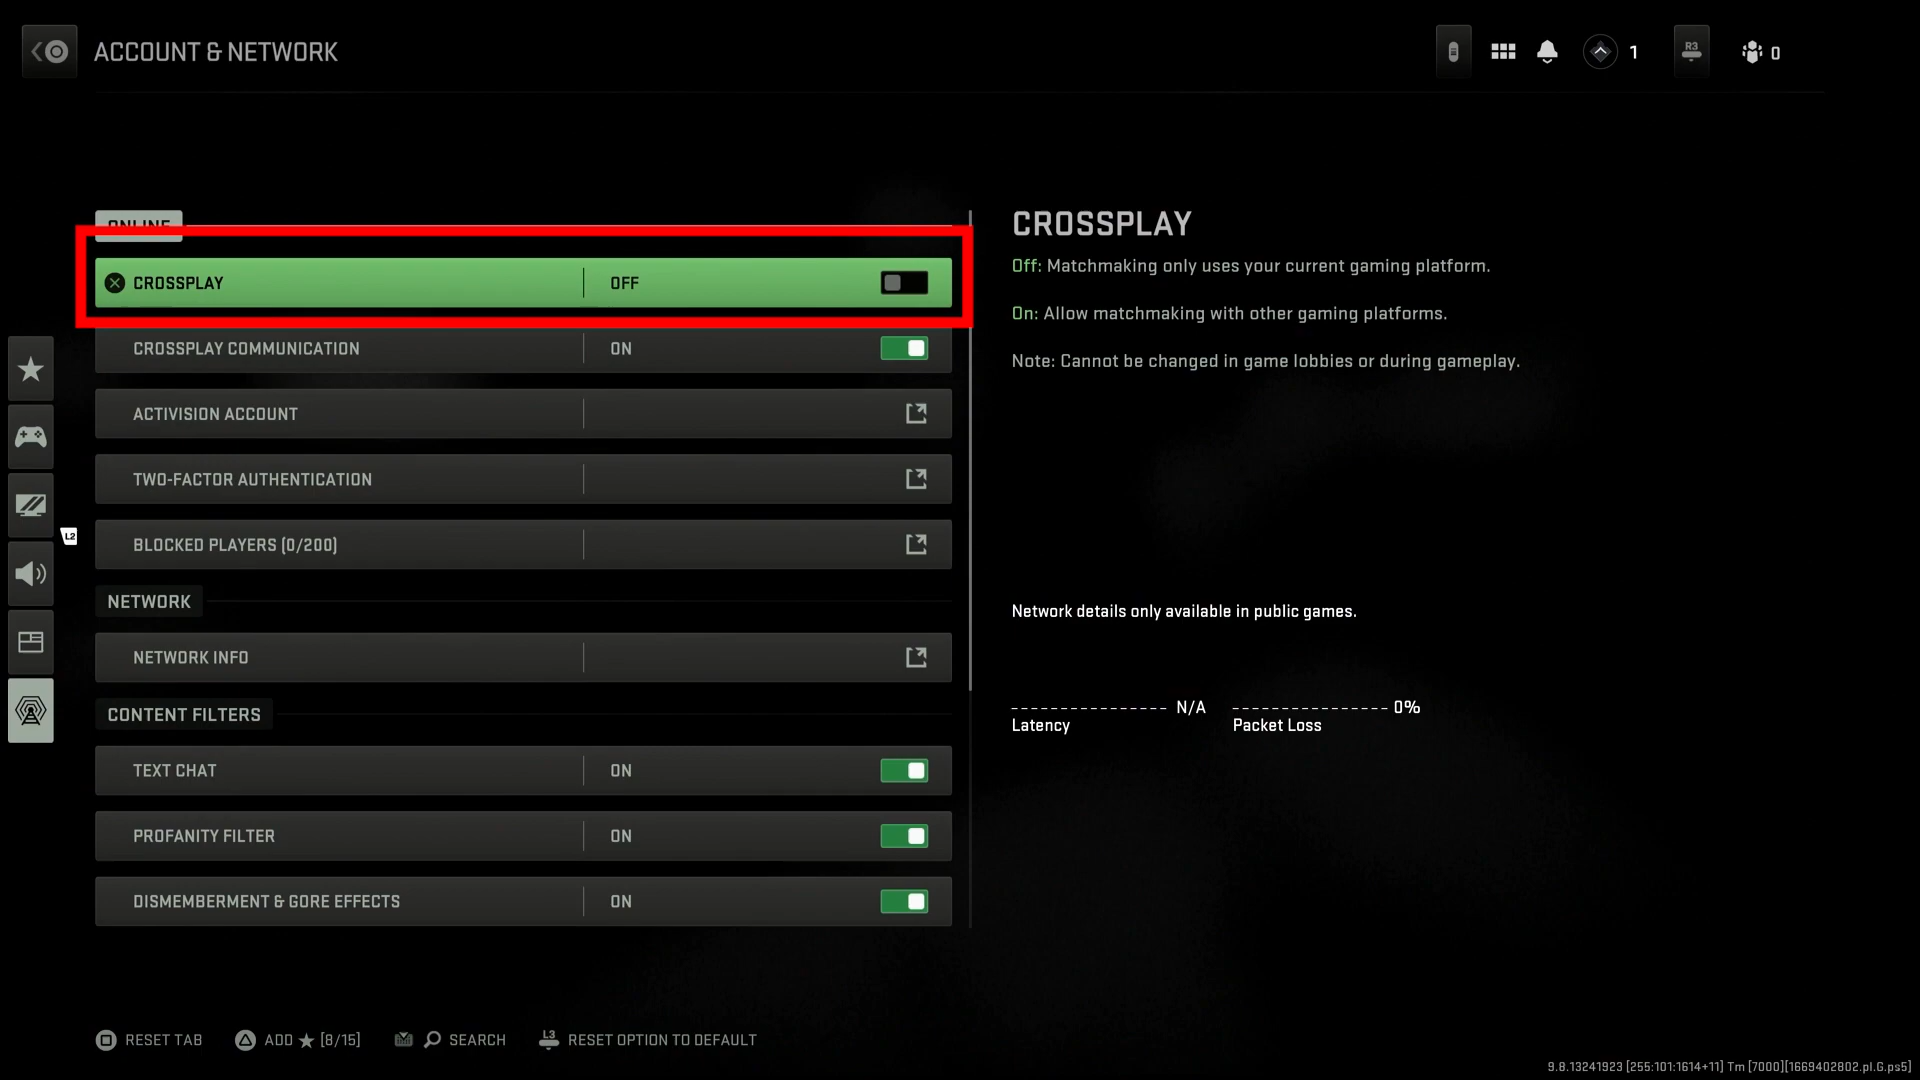 ACCOUNT & NETWORK
R3
1
0
ONLINE
CROSSPLAY
OFF
CROSSPLAY COMMUNICATION
ON
ACTIVISION ACCOUNT
TWO-FACTOR AUTHENTICATION
BLOCKED PLAYERS (0/200)
L2
NETWORK
NETWORK INFO
CONTENT FILTERS
TEXT CHAT
ON
PROFANITY FILTER
ON
DISMEMBERMENT & GORE EFFECTS
ON
CROSSPLAY
Off: Matchmaking only uses your current gaming platform.
On: Allow matchmaking with other gaming platforms.
Note: Cannot be changed in game lobbies or during gameplay.
Network details only available in public games.
N/A
Latency
0%
Packet Loss
RESET TAB
ADD ★ [8/15]
SEARCH
L3
RESET OPTION TO DEFAULT
9.8.13241923 [255:101:1614+11] Tm [7000][1669402802.pl.G.ps5]